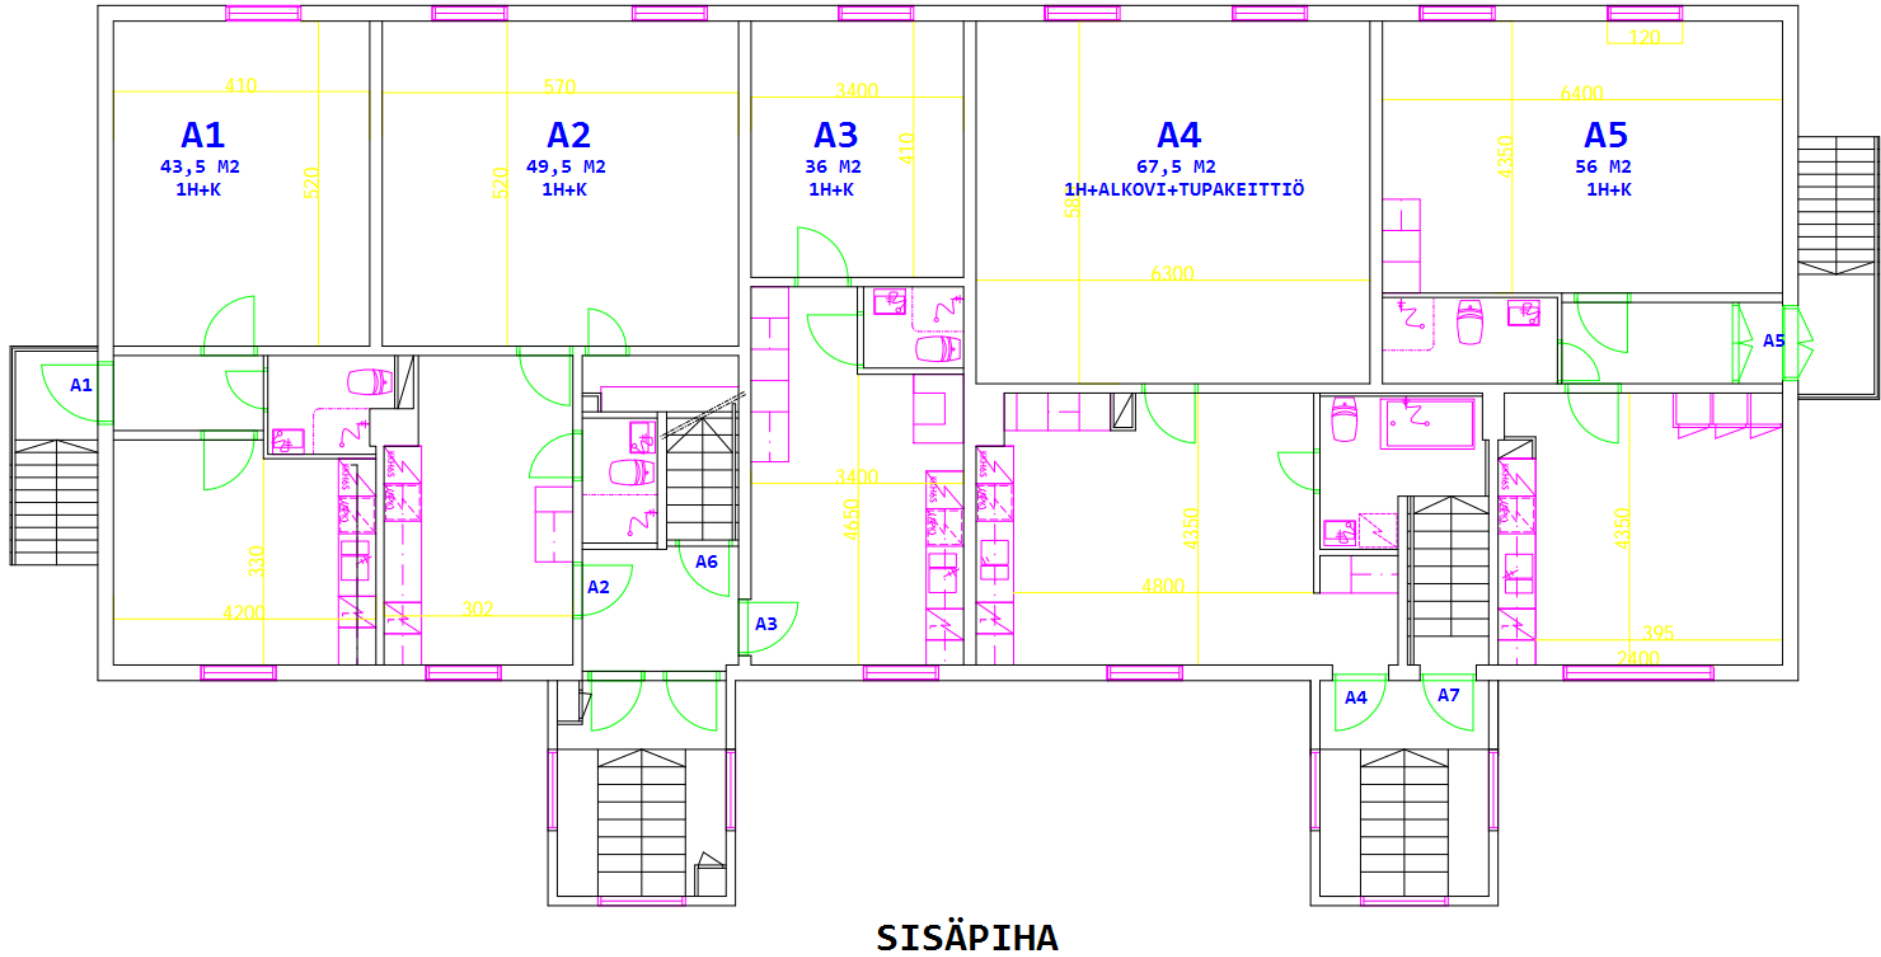 120
410
570
3400
6400
A1
43,5 M2
1H+K
A2
49,5 M2
1H+K
A3
36 M2
1H+K
A4
67,5 M2
1H+ALKOVI+TUPAKEITTIÖ
A5
56 M2
1H+K
520
520
410
4350
6300
A5
A1
3400
4650
4350
4350
330
A6
A2
4800
4200
302
A3
395
2400
A4
A7
SISÄPIHA